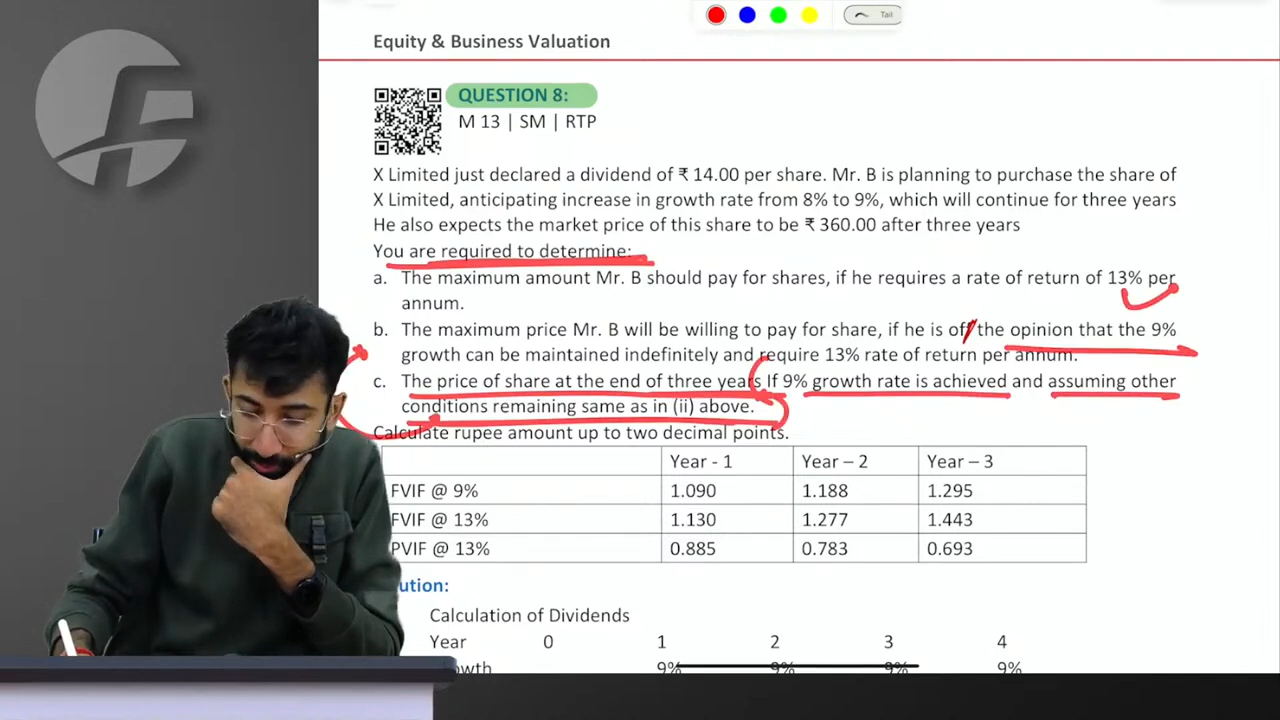 Tail
Equity & Business Valuation
QUESTION 8:
M 13 | SM | RTP
X Limited just declared a dividend of ₹ 14.00 per share. Mr. B is planning to purchase the share of
X Limited, anticipating increase in growth rate from 8% to 9%, which will continue for three years
He also expects the market price of this share to be ₹ 360.00 after three years
You are required to determine:
a. The maximum amount Mr. B should pay for shares, if he requires a rate of return of 13% per
annum.
b. The maximum price Mr. B will be willing to pay for share, if he is off the opinion that the 9%
growth can be maintained indefinitely and require 13% rate of return per annum.
c. The price of share at the end of three years If 9% growth rate is achieved and assuming other
conditions remaining same as in (ii) above.
Calculate rupee amount up to two decimal points.
Year - 1 Year – 2 Year – 3
FVIF @ 9% 1.090 1.188 1.295
FVIF @ 13% 1.130 1.277 1.443
PVIF @ 13% 0.885 0.783 0.693
ution:
Calculation of Dividends
Year 0 1 2 3 4
9% 9% 9% 9%